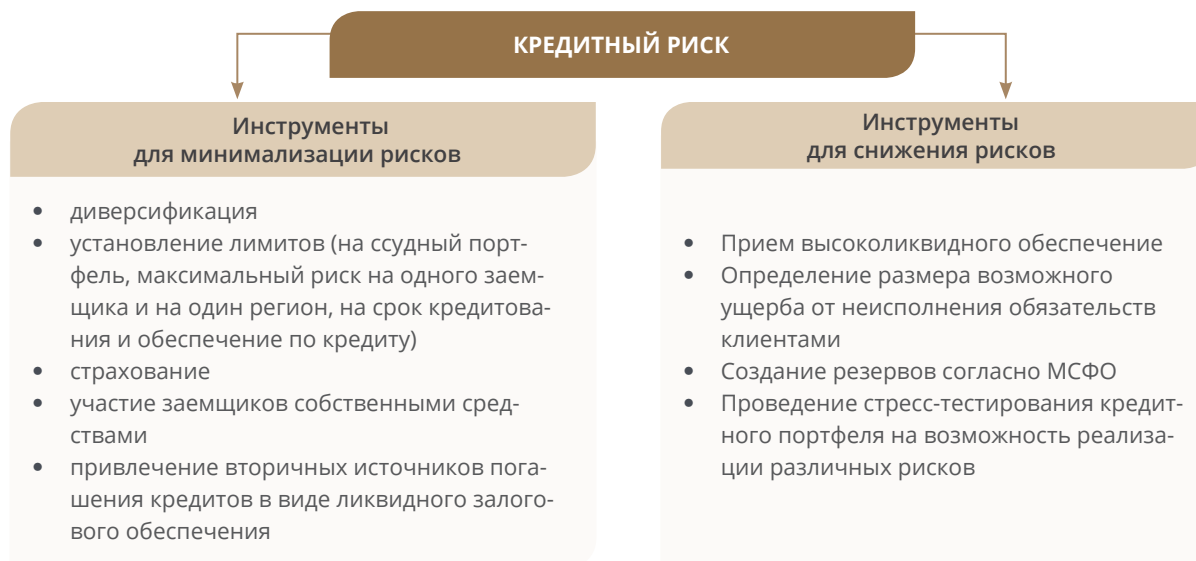 КРЕДИТНЫЙ РИСК
Инструменты
для минимализации рисков
• диверсификация
• установление лимитов (на ссудный порт-
фель, максимальный риск на одного заем-
щика и на один регион, на срок кредитова-
ния и обеспечение по кредиту)
• страхование
• участие заемщиков собственными сред-
ствами
• привлечение вторичных источников пога-
шения кредитов в виде ликвидного залого-
вого обеспечения
Инструменты
для снижения рисков
• Прием высоколиквидного обеспечение
• Определение размера возможного
ущерба от неисполнения обязательств
клиентами
• Создание резервов согласно МСФО
• Проведение стресс-тестирования кредит-
ного портфеля на возможность реализа-
ции различных рисков